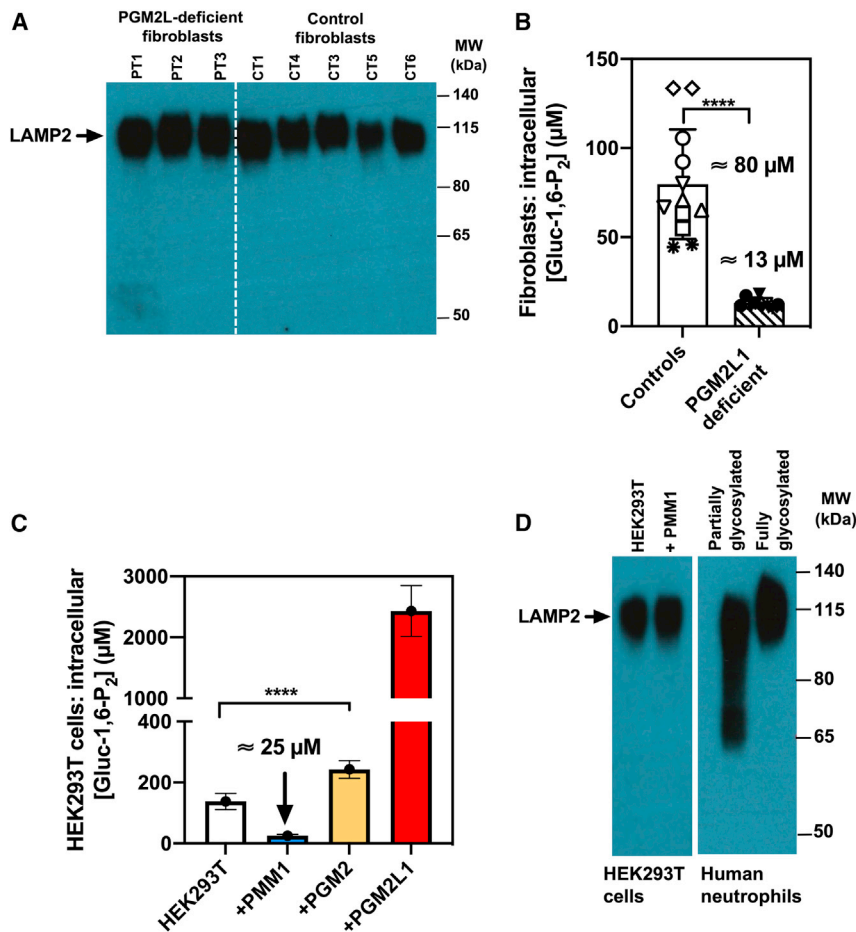 A
PGM2L-deficient
fibroblasts
Control
fibroblasts
PT1
PT2
PT3
CT1
CT4
CT3
CT5
CT6
MW
(kDa)
LAMP2
140
115
80
65
50
B
Fibroblasts: intracellular
[Gluc-1,6-P₂] (μM)
150
100
50
0
****
≈ 80 μM
≈ 13 μM
Controls
PGM2L1
deficient
C
HEK293T cells: intracellular
[Gluc-1,6-P₂] (μM)
3000
2000
1000
400
200
0
****
≈ 25 μM
HEK293T
+PMM1
+PGM2
+PGM2L1
D
HEK293T
+ PMM1
Partially
glycosylated
Fully
glycosylated
MW
(kDa)
LAMP2
140
115
80
65
50
HEK293T
cells
Human
neutrophils